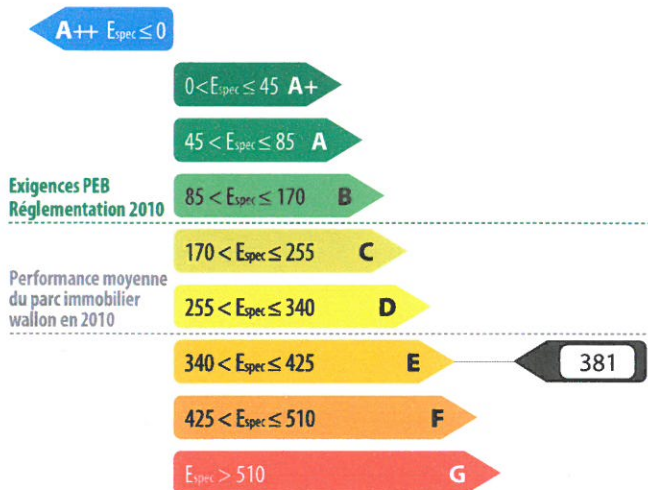 A++ Espec ≤ 0
0 < Espec ≤ 45 A+
45 < Espec ≤ 85 A
Exigences PEB
Réglementation 2010
85 < Espec ≤ 170 B
170 < Espec ≤ 255 C
Performance moyenne
du parc immobilier
wallon en 2010
255 < Espec ≤ 340 D
340 < Espec ≤ 425 E
381
425 < Espec ≤ 510 F
Espec > 510 G